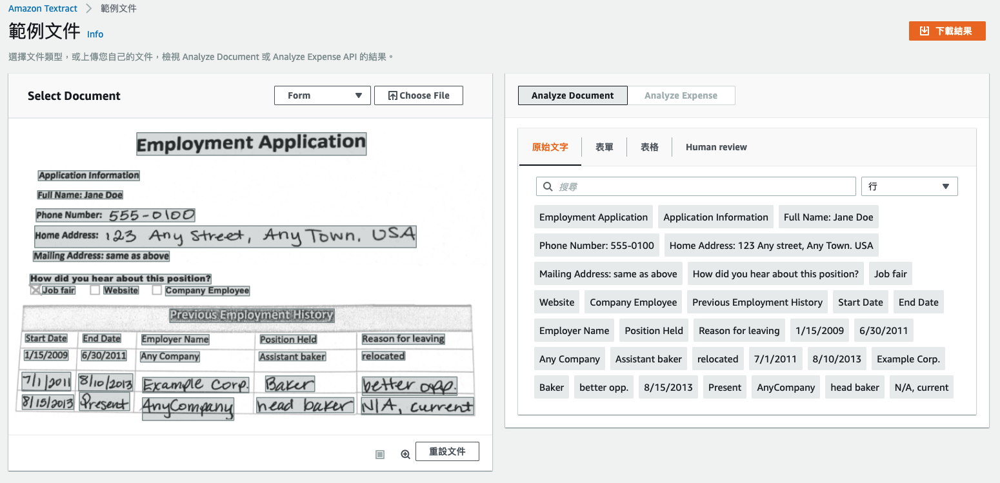 Amazon Textract > 範例文件
範例文件 Info
下載結果
選擇文件類型，或上傳您自己的文件，檢視 Analyze Document 或 Analyze Expense API 的結果。
Select Document
Form
Choose File
Employment Application
Application Information
Full Name: Jane Doe
Phone Number: 555-0100
Home Address: 123 Any Street, Any Town. USA
Mailing Address: same as above
How did you hear about this position?
Job fair Website Company Employee
Previous Employment History
Start Date End Date Employer Name Position Held Reason for leaving
1/15/2009 6/30/2011 Any Company Assistant baker relocated
7/1/2011 8/10/2013 Example Corp. Baker better opp.
8/15/2013 Present AnyCompany head baker N/A, current
重設文件
Analyze Document Analyze Expense
原始文字 表單 表格 Human review
搜尋 行
Employment Application Application Information Full Name: Jane Doe
Phone Number: 555-0100 Home Address: 123 Any street, Any Town. USA
Mailing Address: same as above How did you hear about this position? Job fair
Website Company Employee Previous Employment History Start Date End Date
Employer Name Position Held Reason for leaving 1/15/2009 6/30/2011
Any Company Assistant baker relocated 7/1/2011 8/10/2013 Example Corp.
Baker better opp. 8/15/2013 Present AnyCompany head baker N/A, current